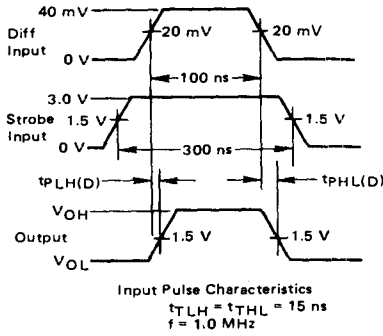 40 mV
Diff
Input
20 mV
20 mV
0 V
100 ns
3.0 V
Strobe
Input
1.5 V
1.5 V
0 V
300 ns
tPLH(D)
tPHL(D)
VOH
Output
1.5 V
1.5 V
VOL
Input Pulse Characteristics
tTLH = tTHL = 15 ns
f = 1.0 MHz